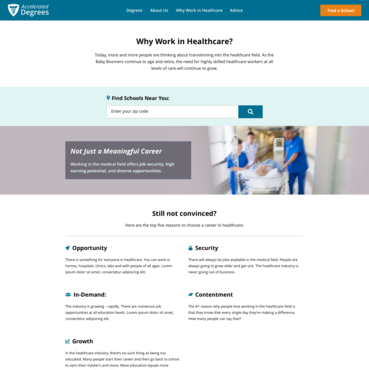 Accelerated
Degrees
Degrees
About Us
Why Work in Healthcare
Advice
Find a School
Why Work in Healthcare?
Today, more and more people are thinking about transitioning into the healthcare field. As the
Baby Boomers continue to age and retire, the need for highly skilled healthcare workers at all
levels of care will continue to grow.
Find Schools Near You:
Enter your zip code
Not Just a Meaningful Career
Working in the medical field offers job security, high
earning potential, and diverse opportunities.
Still not convinced?
Here are the top five reasons to choose a career in healthcare:
Opportunity
There is something for everyone in healthcare. You can work in
homes, hospitals, clinics, labs and with people of all ages. Lorem
ipsum dolor sit amet, consectetur adipiscing elit.
Security
There will always be jobs available in the medical field. People are
always going to grow older and get sick. The healthcare industry is
never going out of business.
In-Demand:
The industry is growing - rapidly. There are numerous job
opportunities at all education levels. Lorem ipsum dolor sit amet,
consectetur adipiscing elit.
Contentment
The #1 reason why people love working in the healthcare field is
that they know that every single day they're making a difference.
How many people can say that?
Growth
In the healthcare industry, there's no such thing as being too
educated. Many people start their career and then go back to school
to earn their master's and more. More education equals more